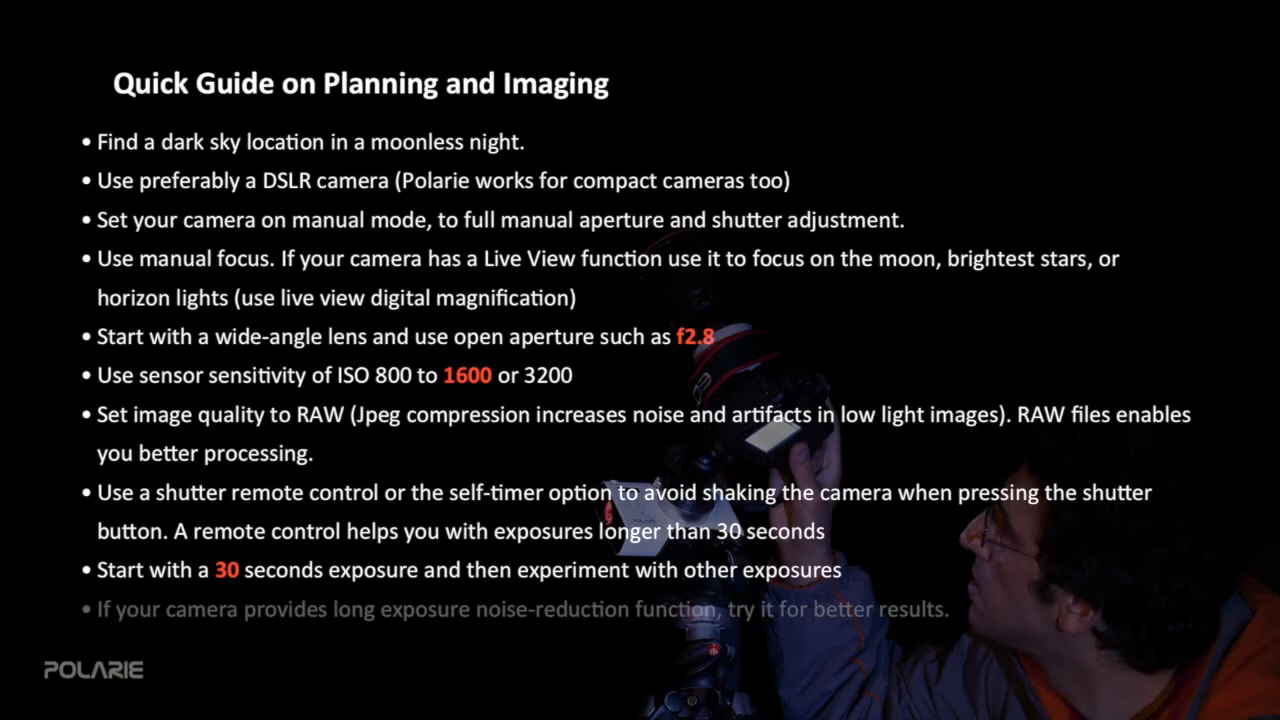 Quick Guide on Planning and Imaging
• Find a dark sky location in a moonless night.
• Use preferably a DSLR camera (Polarie works for compact cameras too)
• Set your camera on manual mode, to full manual aperture and shutter adjustment.
• Use manual focus. If your camera has a Live View function use it to focus on the moon, brightest stars, or
horizon lights (use live view digital magnification)
• Start with a wide-angle lens and use open aperture such as f2.8
• Use sensor sensitivity of ISO 800 to 1600 or 3200
• Set image quality to RAW (Jpeg compression increases noise and artifacts in low light images). RAW files enables
you better processing.
• Use a shutter remote control or the self-timer option to avoid shaking the camera when pressing the shutter
button. A remote control helps you with exposures longer than 30 seconds
• Start with a 30 seconds exposure and then experiment with other exposures
• If your camera provides long exposure noise-reduction function, try it for better results.
POLARIE